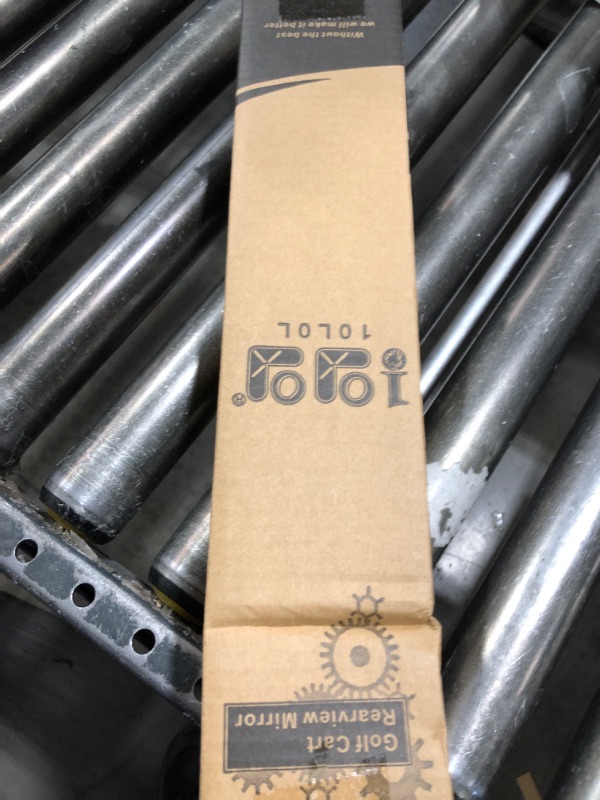 Golf Cart
Rearview Mirror
10L0L
®
Without the best
we will make it better